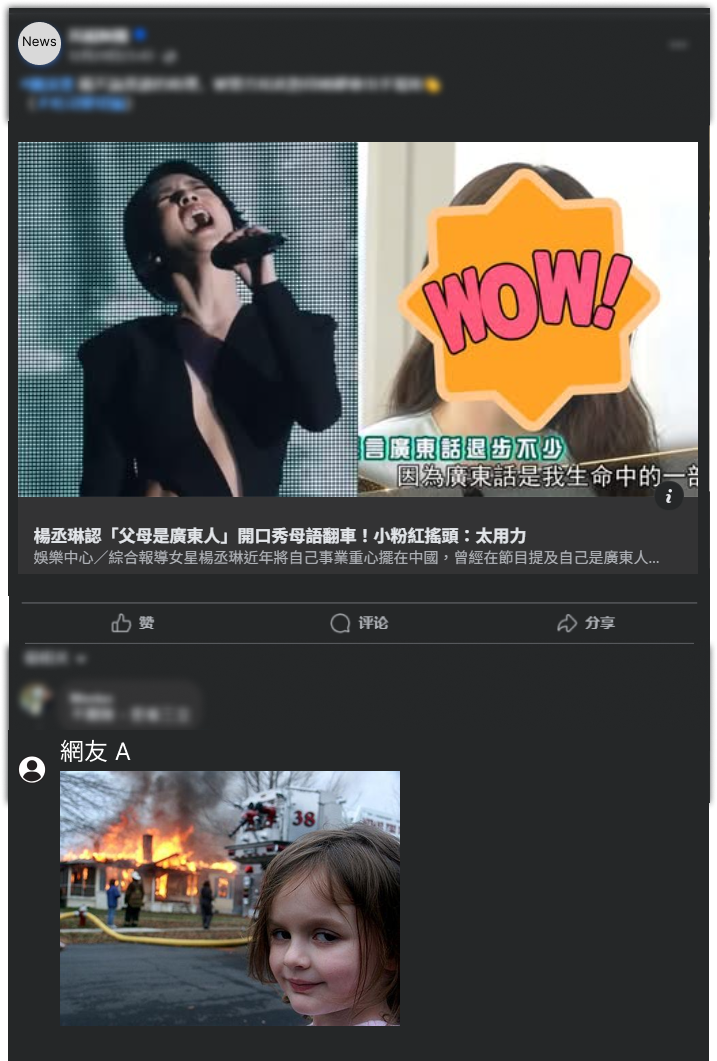 News
WOW!
言廣東話退步不少
因為廣東話是我生命中的一部
楊丞琳認「父母是廣東人」開口秀母語翻車！小粉紅搖頭：太用力
娛樂中心／綜合報導女星楊丞琳近年將自己事業重心擺在中國，曾經在節目提及自己是廣東人...
赞
评论
分享
網友 A
38